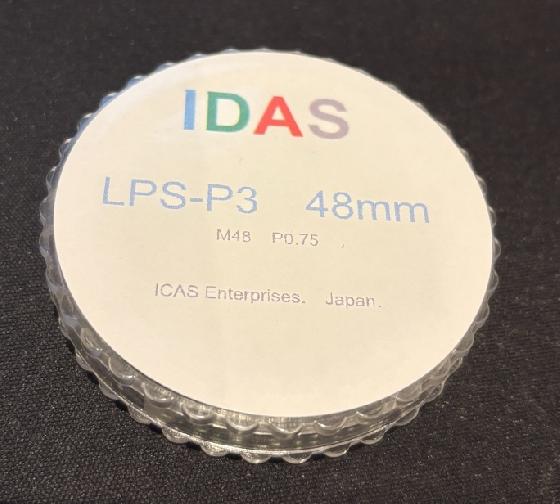 IDAS
LPS-P3 48mm
M48 P0.75
ICAS Enterprises. Japan.